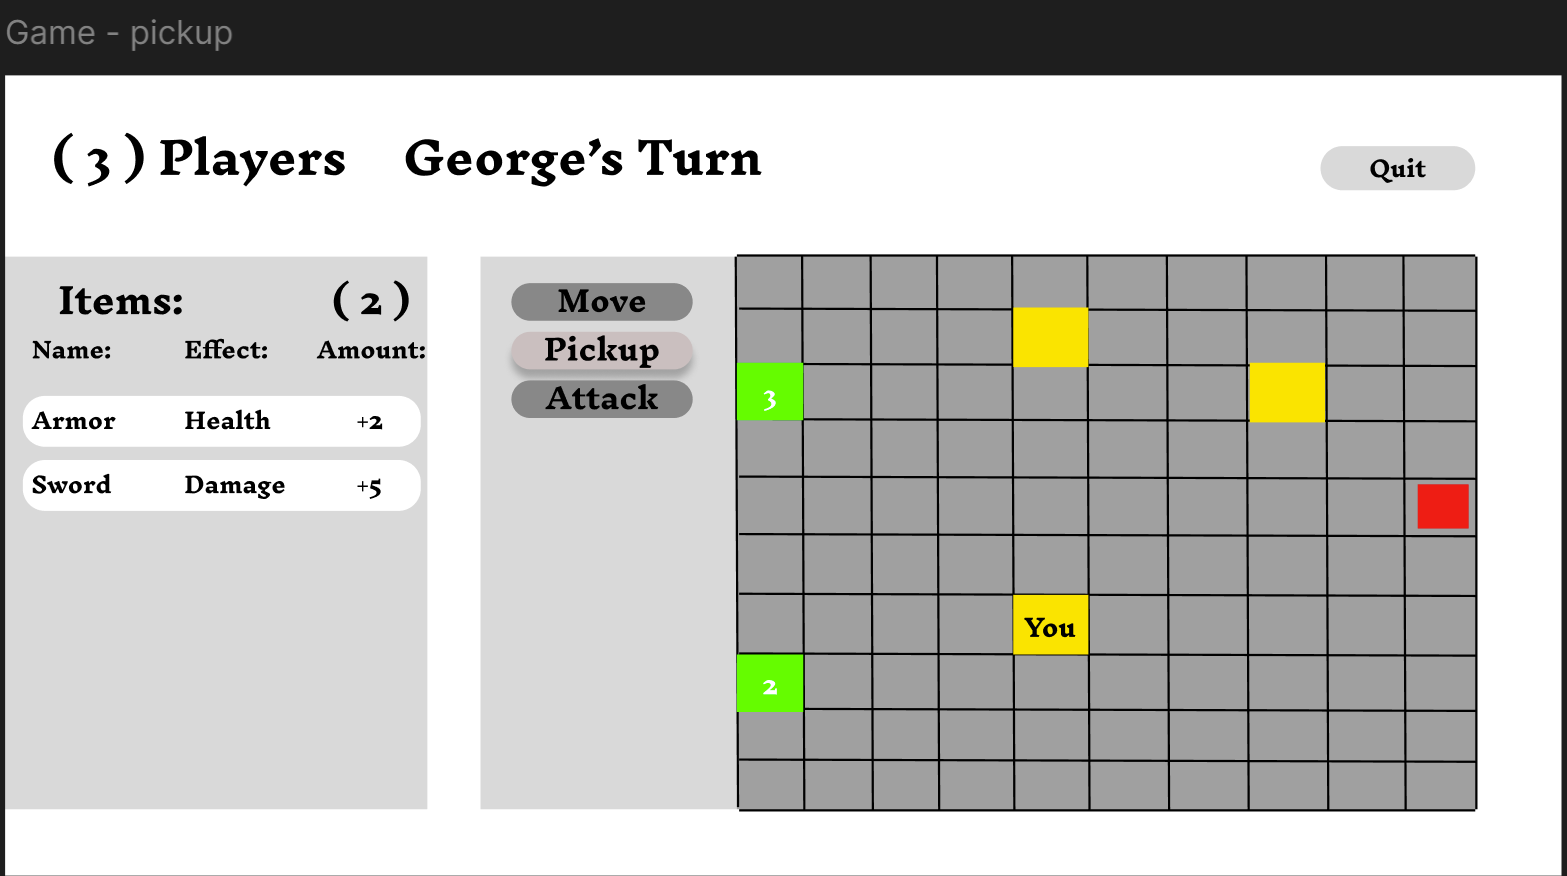 Game - pickup
( 3 ) Players George’s Turn
Quit
Items: ( 2 )
Name: Effect: Amount:
Armor Health +2
Sword Damage +5
Move
Pickup
Attack
3
You
2